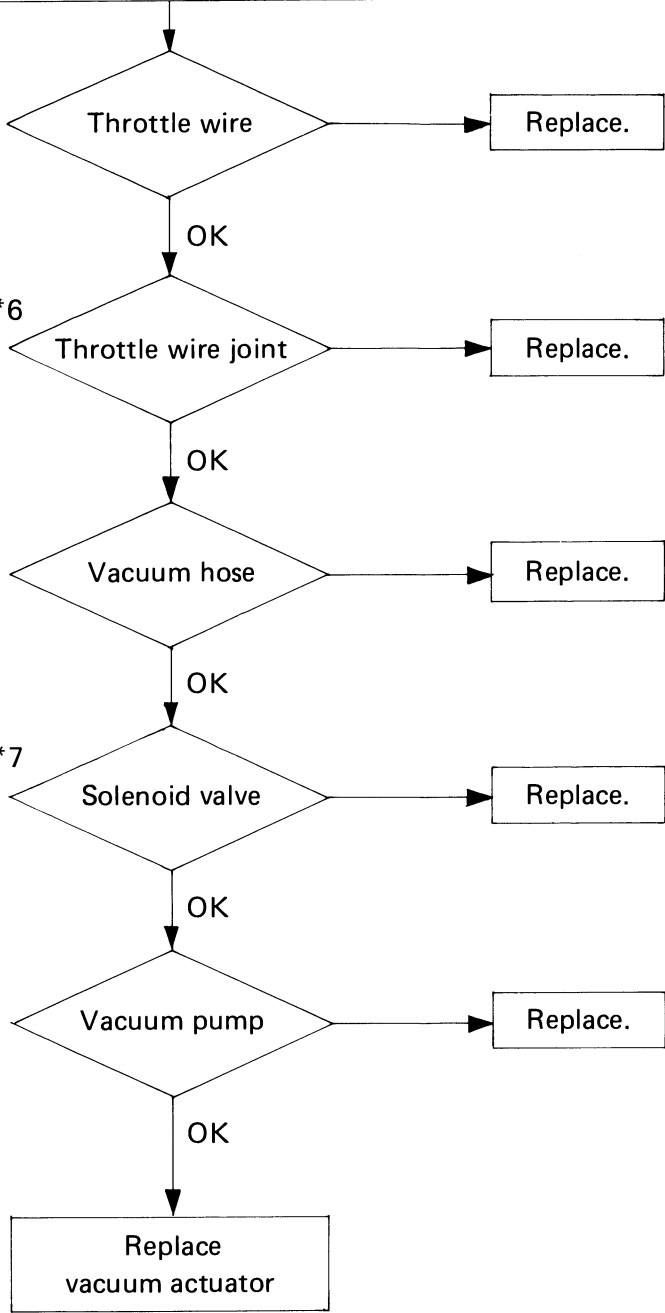 Throttle wire
Replace.
OK
*6
Throttle wire joint
Replace.
OK
Vacuum hose
Replace.
OK
*7
Solenoid valve
Replace.
OK
Vacuum pump
Replace.
OK
Replace
vacuum actuator